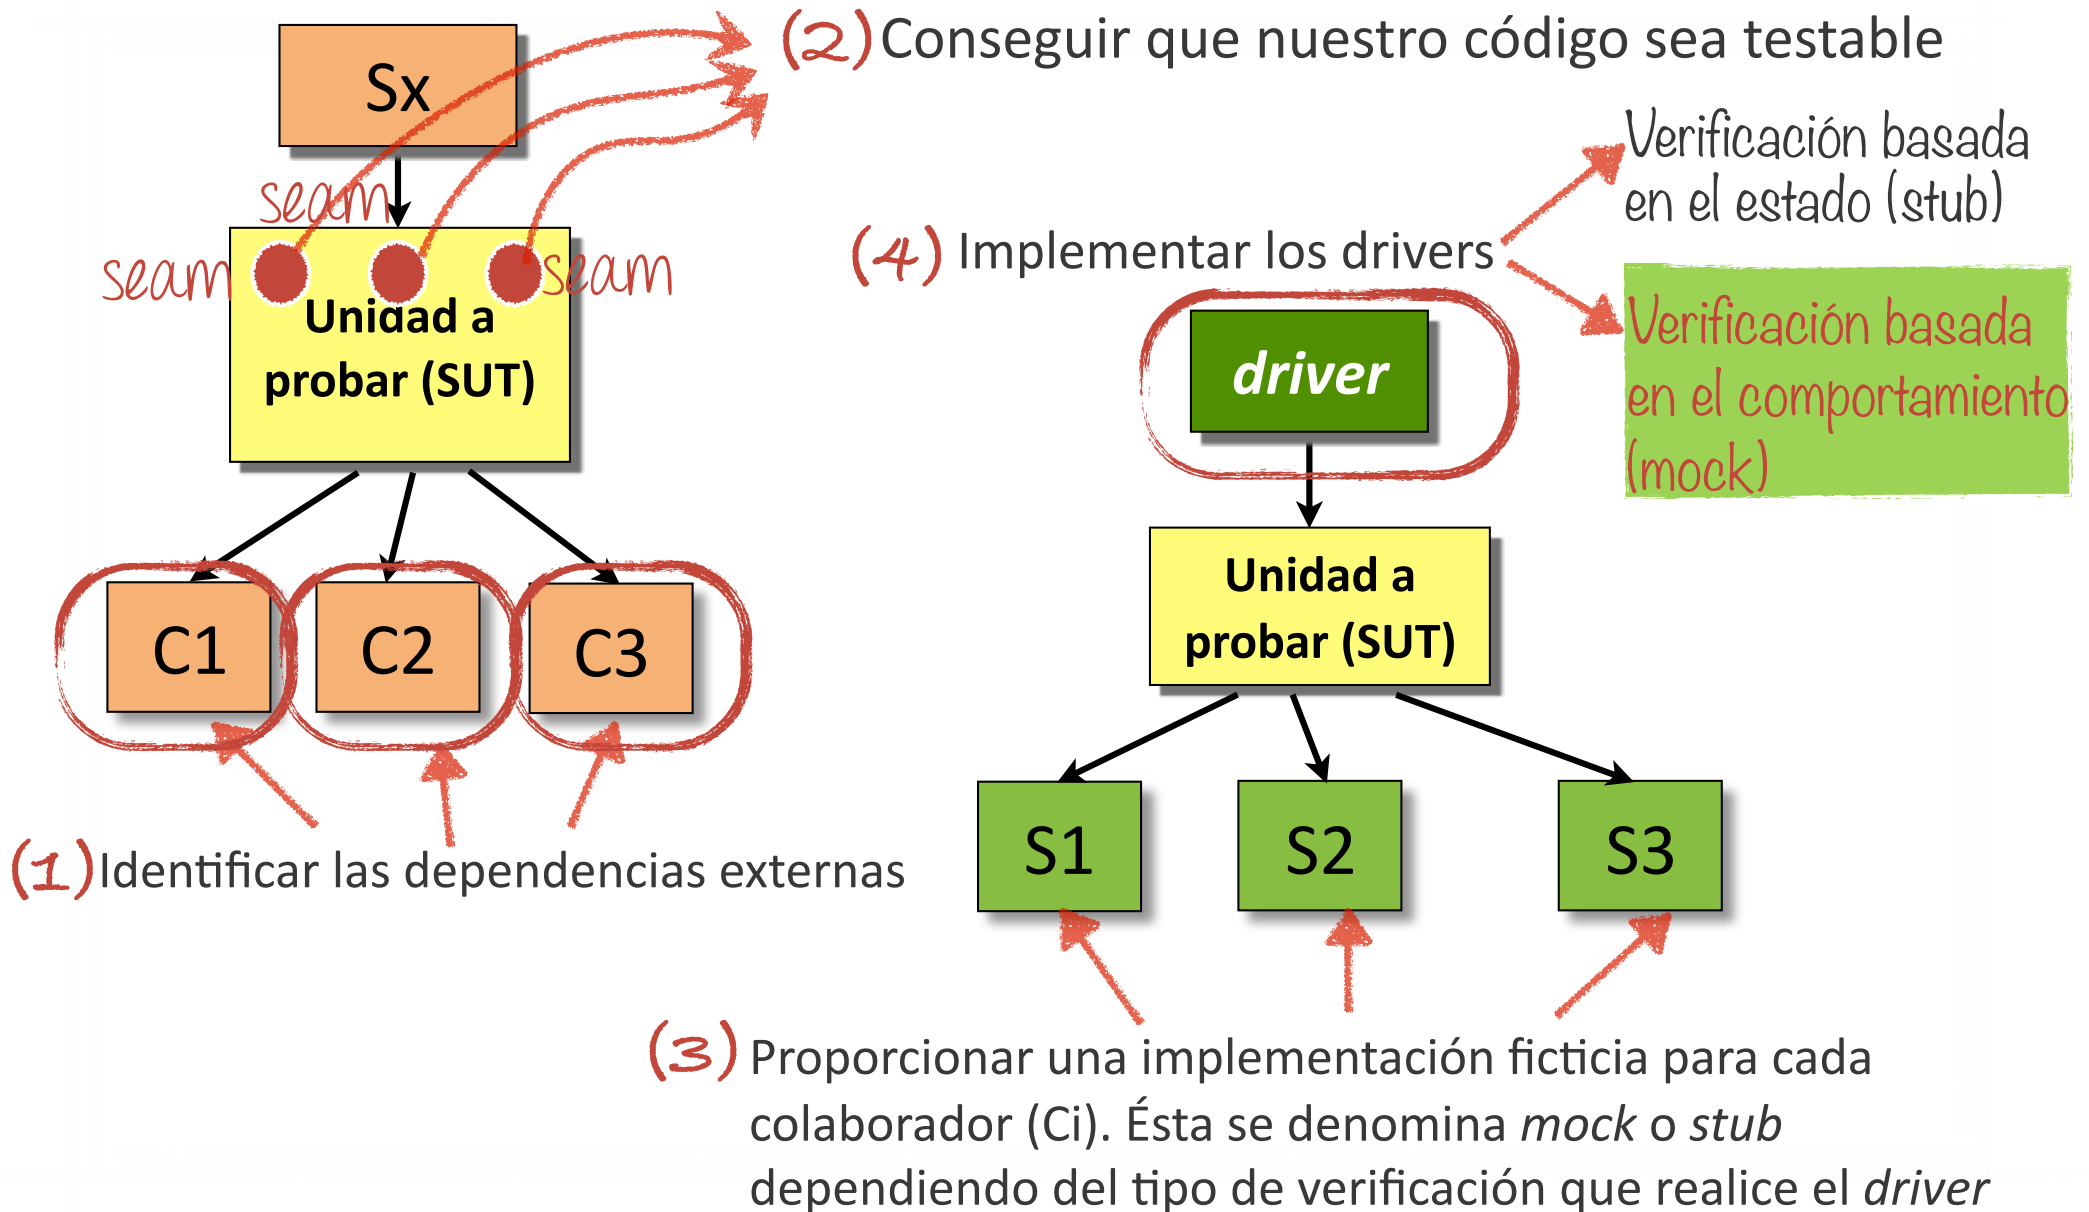 (2) Conseguir que nuestro código sea testable
Sx
seam
seam
seam
Unidad a
probar (SUT)
C1
C2
C3
(1) Identificar las dependencias externas
(4) Implementar los drivers
Verificación basada
en el estado (stub)
Verificación basada
en el comportamiento
(mock)
driver
Unidad a
probar (SUT)
S1
S2
S3
(3) Proporcionar una implementación ficticia para cada
colaborador (Ci). Ésta se denomina mock o stub
dependiendo del tipo de verificación que realice el driver